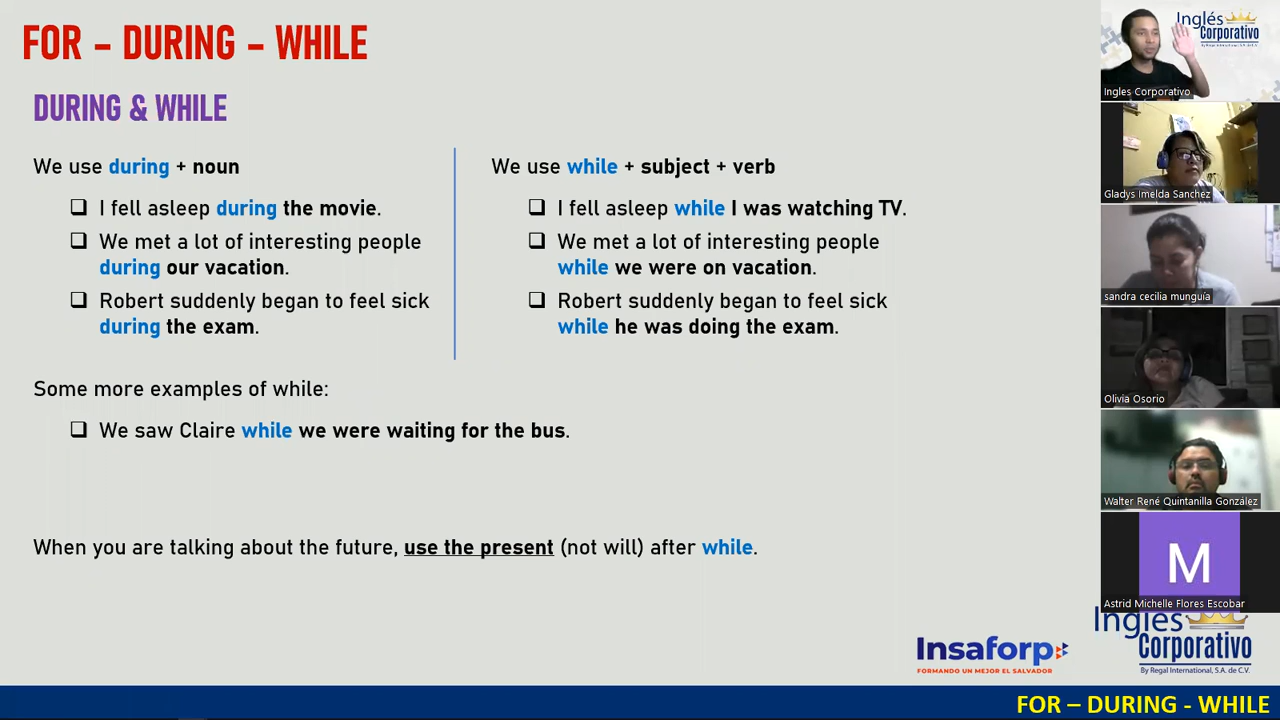 FOR – DURING – WHILE
DURING & WHILE
We use during + noun
I fell asleep during the movie.
We met a lot of interesting people
during our vacation.
Robert suddenly began to feel sick
during the exam.
We use while + subject + verb
I fell asleep while I was watching TV.
We met a lot of interesting people
while we were on vacation.
Robert suddenly began to feel sick
while he was doing the exam.
Some more examples of while:
We saw Claire while we were waiting for the bus.
When you are talking about the future, use the present (not will) after while.
Inglés
Corporativo
By Regal International, S.A. de C.V.
Ingles Corporativo
Gladys Imelda Sanchez
sandra cecilia munguía
Olivia Osorio
Walter René Quintanilla González
M
Astrid Michelle Flores Escobar
Insaforp
FORMANDO UN MEJOR EL SALVADOR
Inglés
Corporativo
By Regal International, S.A. de C.V.
FOR – DURING - WHILE